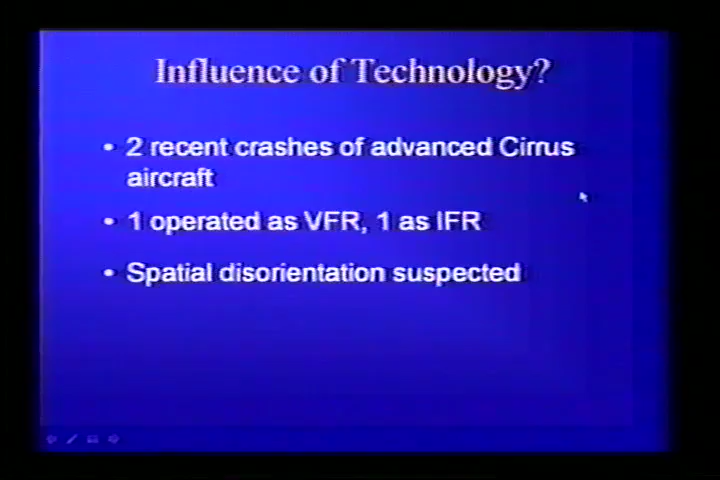 Influence of Technology?
• 2 recent crashes of advanced Cirrus
aircraft
• 1 operated as VFR, 1 as IFR
• Spatial disorientation suspected